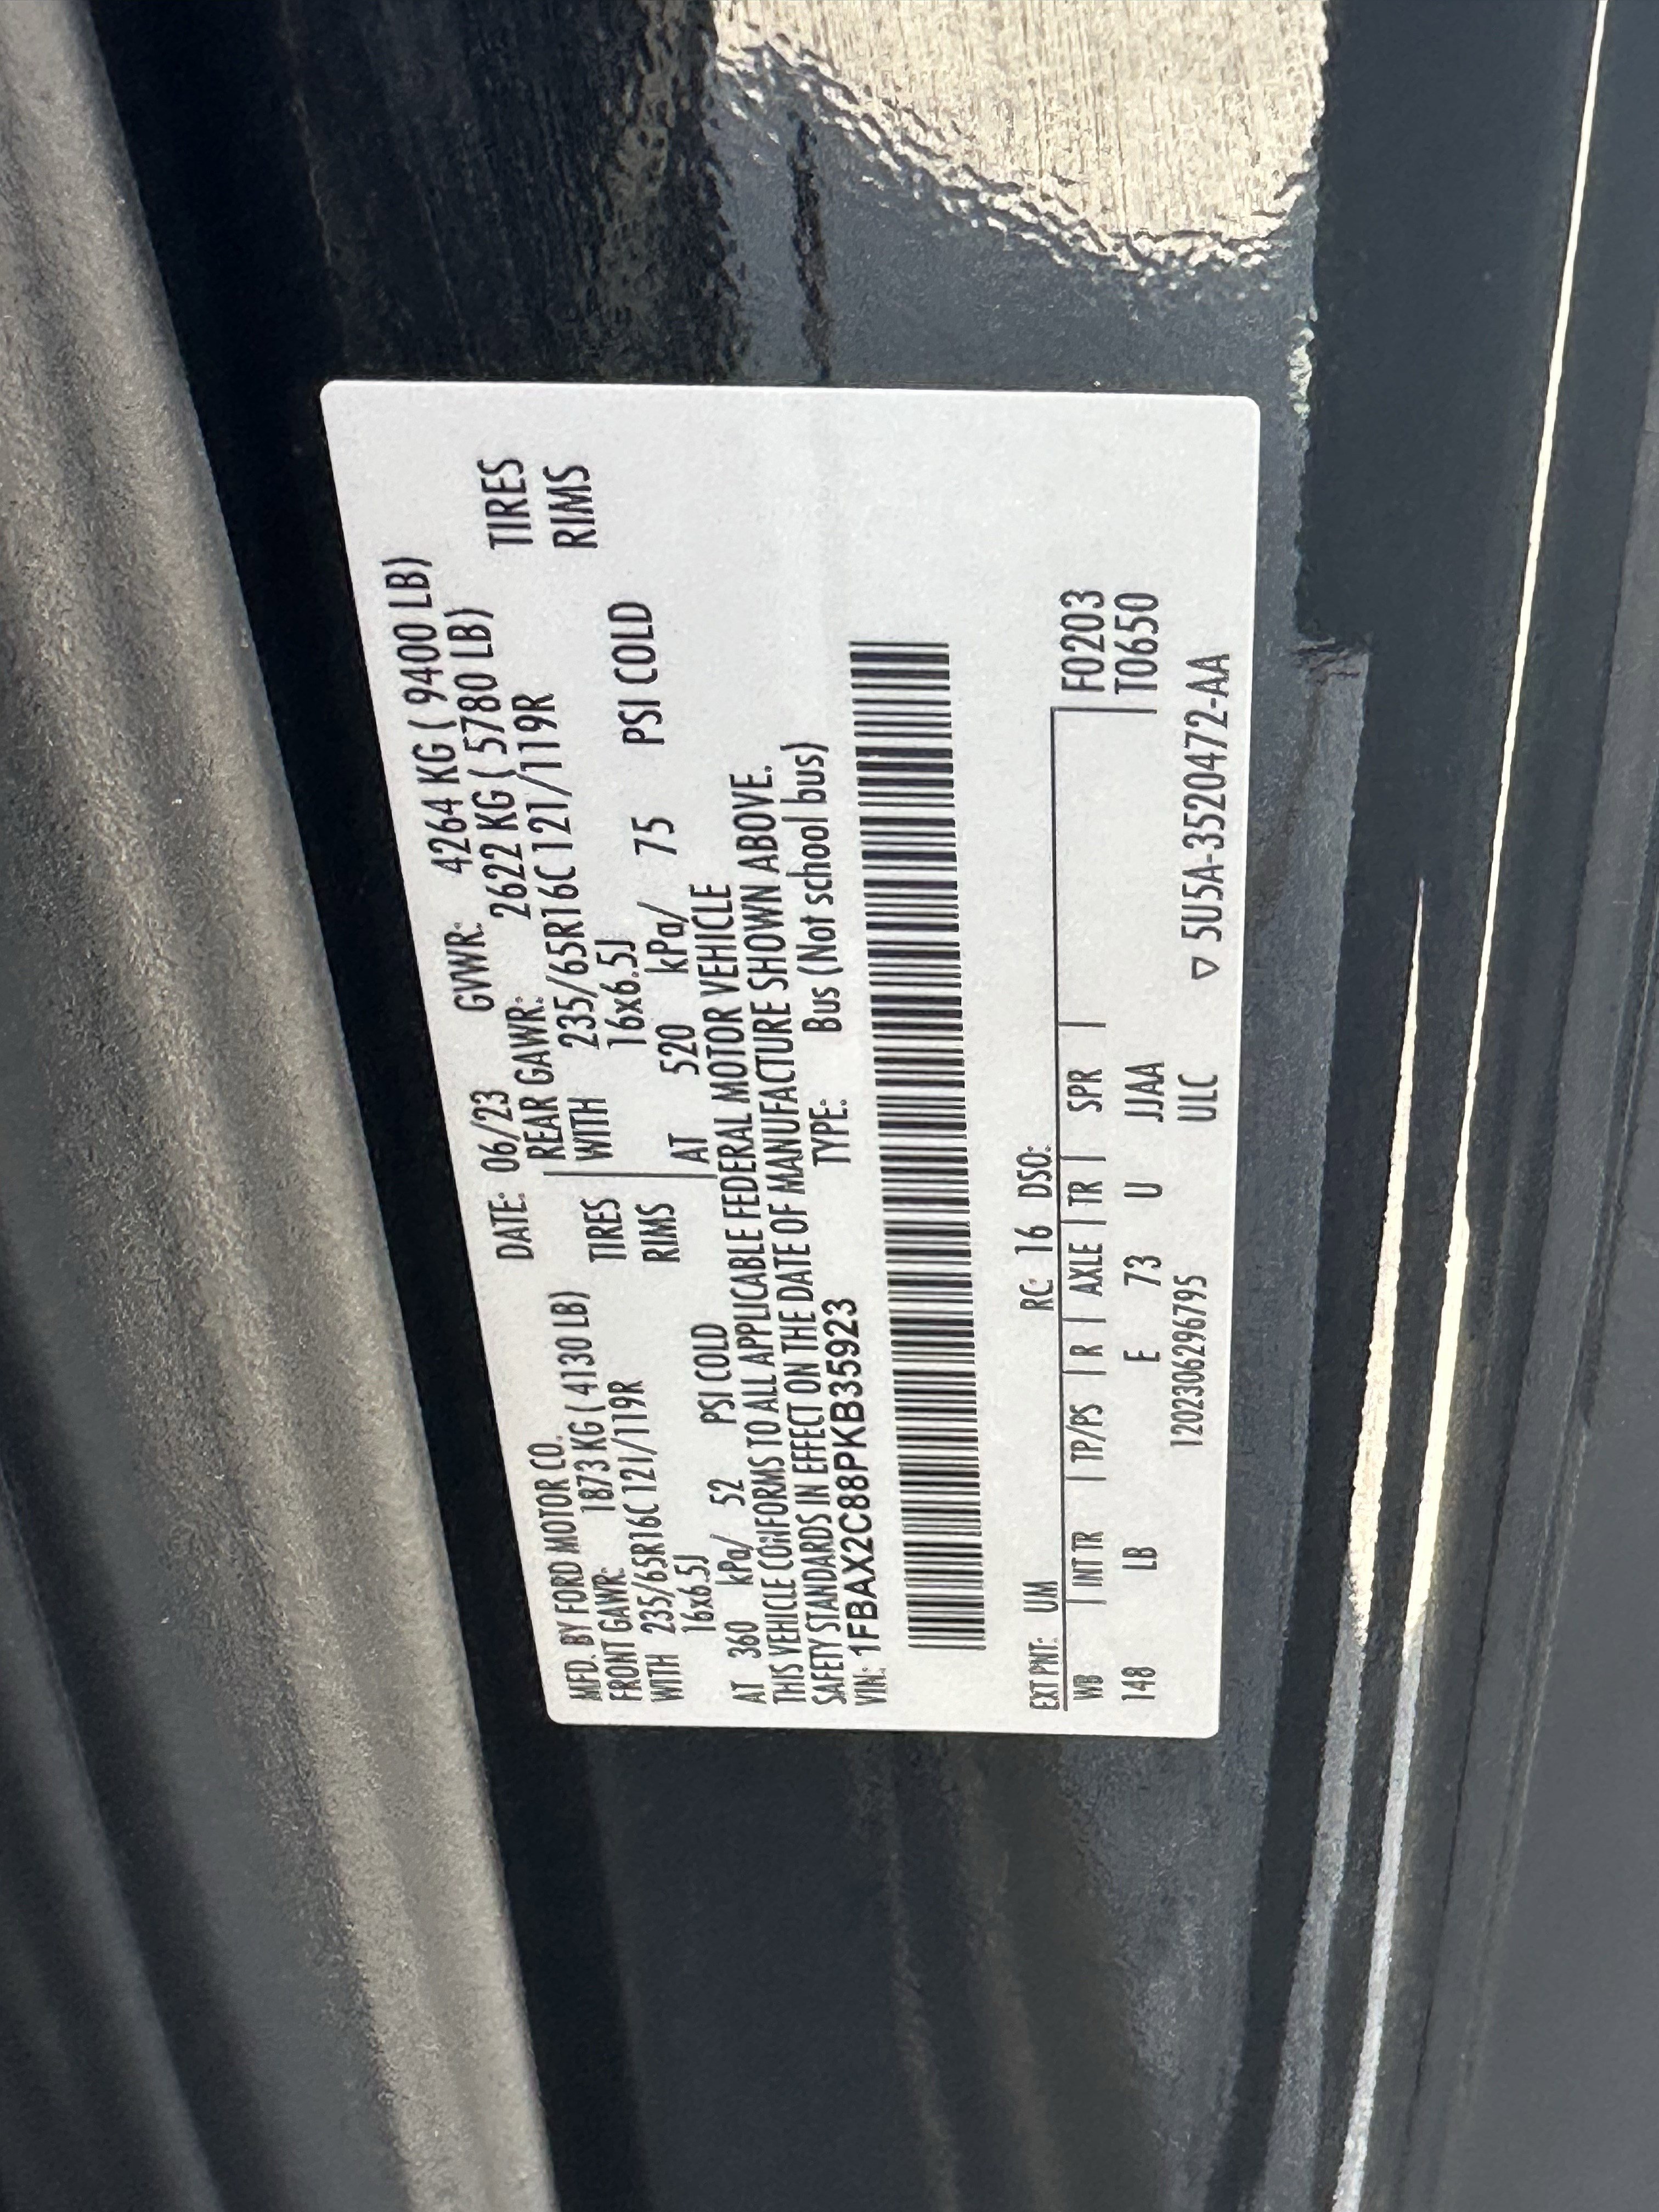 MFD. BY FORD MOTOR CO. DATE: 06/23 GVWR: 4264 KG ( 9400 LB)
FRONT GAWR: 1873 KG ( 4130 LB) REAR GAWR: 2622 KG ( 5780 LB)
WITH 235/65R16C 121/119R TIRES WITH 235/65R16C 121/119R TIRES
16x6.5J RIMS 16x6.5J RIMS
AT 360 kPa/ 52 PSI COLD AT 520 kPa/ 75 PSI COLD
THIS VEHICLE CONFORMS TO ALL APPLICABLE FEDERAL MOTOR VEHICLE
SAFETY STANDARDS IN EFFECT ON THE DATE OF MANUFACTURE SHOWN ABOVE.
VIN: 1FBAX2C88PKB35923 TYPE: Bus (Not school bus)
EXT PNT: UM RC: 16 DSO:
WB | INT TR | TP/PS | R | AXLE | TR | SPR | F0203
148 LB E 73 U JJAA T0650
1202306296795 ULC ▽ 5U5A-3520472-AA